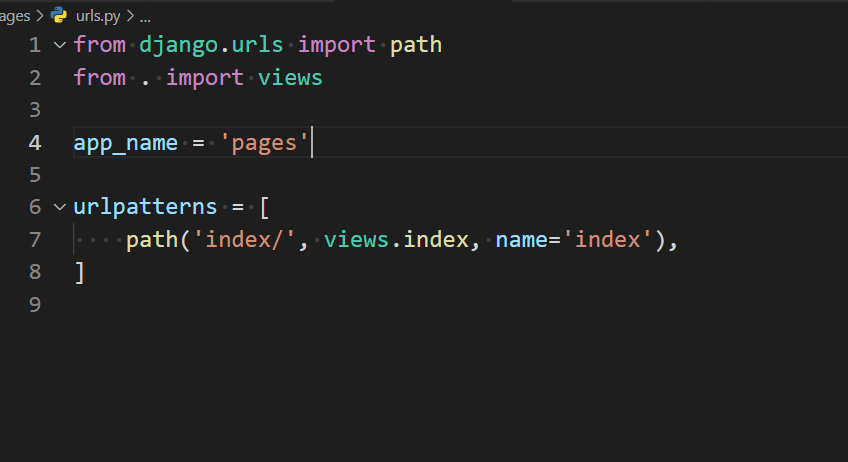 ages > urls.py > ...
1 from django.urls import path
2 from . import views
3
4 app_name = 'pages'
5
6 urlpatterns = [
7     path('index/', views.index, name='index'),
8 ]
9